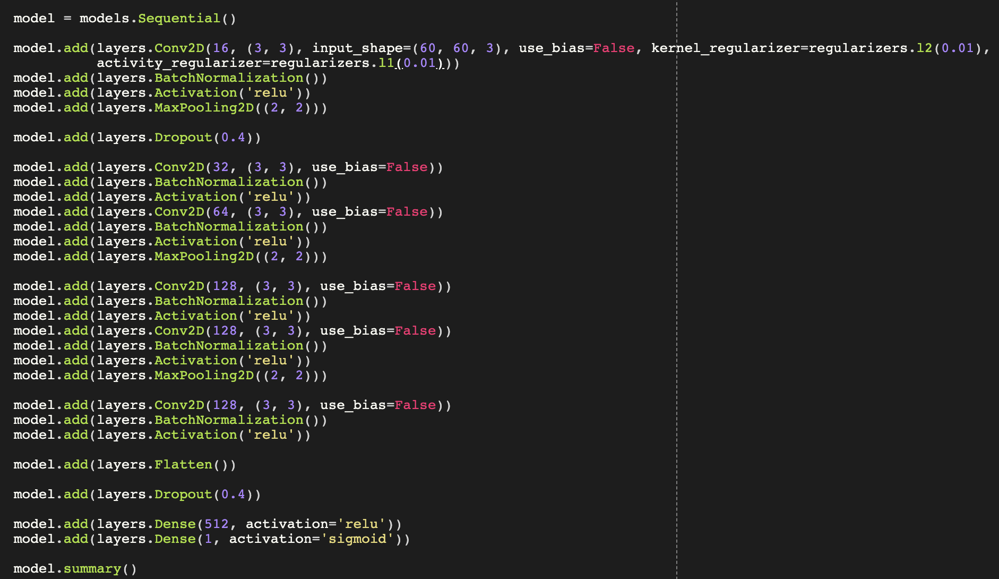 model = models.Sequential()
model.add(layers.Conv2D(16, (3, 3), input_shape=(60, 60, 3), use_bias=False, kernel_regularizer=regularizers.l2(0.01),
activity_regularizer=regularizers.l1(0.01)))
model.add(layers.BatchNormalization())
model.add(layers.Activation('relu'))
model.add(layers.MaxPooling2D((2, 2)))
model.add(layers.Dropout(0.4))
model.add(layers.Conv2D(32, (3, 3), use_bias=False))
model.add(layers.BatchNormalization())
model.add(layers.Activation('relu'))
model.add(layers.Conv2D(64, (3, 3), use_bias=False))
model.add(layers.BatchNormalization())
model.add(layers.Activation('relu'))
model.add(layers.MaxPooling2D((2, 2)))
model.add(layers.Conv2D(128, (3, 3), use_bias=False))
model.add(layers.BatchNormalization())
model.add(layers.Activation('relu'))
model.add(layers.Conv2D(128, (3, 3), use_bias=False))
model.add(layers.BatchNormalization())
model.add(layers.Activation('relu'))
model.add(layers.MaxPooling2D((2, 2)))
model.add(layers.Conv2D(128, (3, 3), use_bias=False))
model.add(layers.BatchNormalization())
model.add(layers.Activation('relu'))
model.add(layers.Flatten())
model.add(layers.Dropout(0.4))
model.add(layers.Dense(512, activation='relu'))
model.add(layers.Dense(1, activation='sigmoid'))
model.summary()